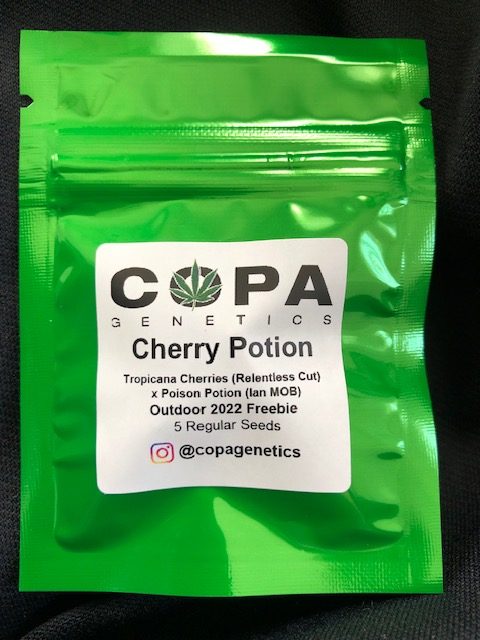 COPA
GENETICS
Cherry Potion
Tropicana Cherries (Relentless Cut)
x Poison Potion (Ian MOB)
Outdoor 2022 Freebie
5 Regular Seeds
@copagenetics